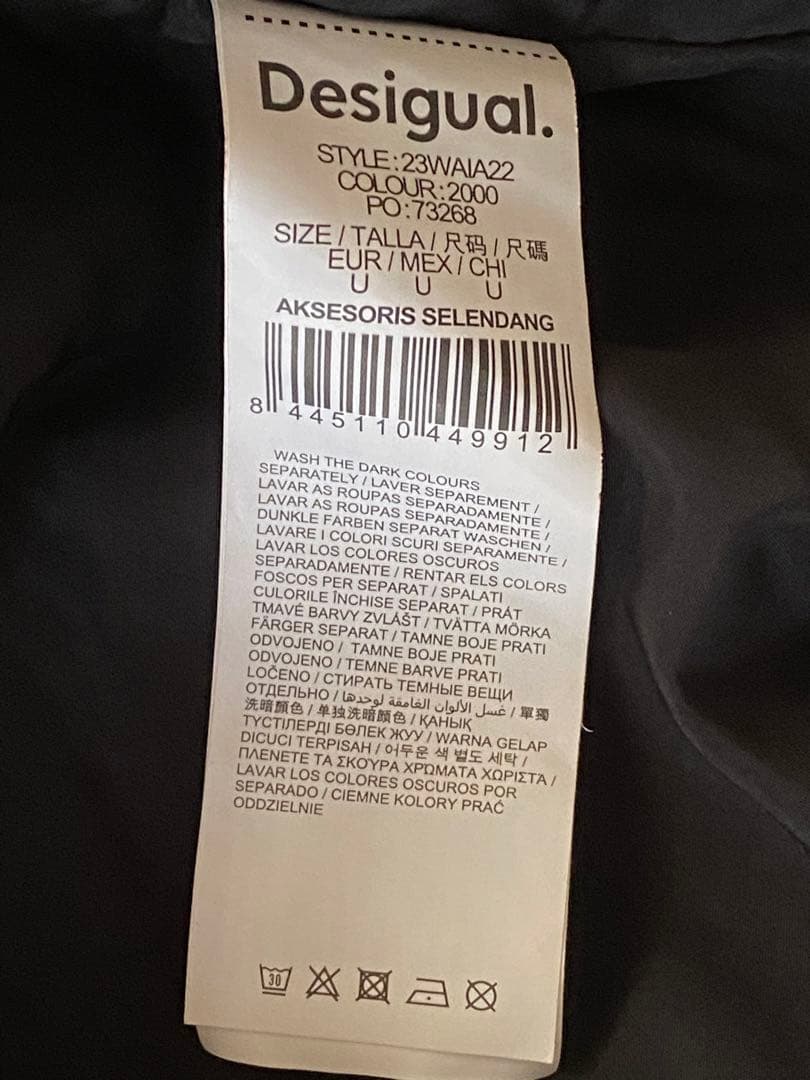 Desigual.
STYLE:23WAIA22
COLOUR:2000
PO:73268
SIZE / TALLA / 尺码 / 尺碼
EUR / MEX / CHI
U U U
AKSESORIS SELENDANG
8 445110 449912
WASH THE DARK COLOURS
SEPARATELY / LAVER SEPAREMENT /
LAVAR AS ROUPAS SEPARADAMENTE /
LAVAR AS ROUPAS SEPARADAMENTE /
DUNKLE FARBEN SEPARAT WASCHEN /
LAVARE I COLORI SCURI SEPARAMENTE /
LAVAR LOS COLORES OSCUROS
SEPARADAMENTE / RENTAR ELS COLORS
FOSCOS PER SEPARAT / SPALATI
CULORILE ÎNCHISE SEPARAT / PRÁT
TMAVÉ BARVY ZVLÁŠT / TVÄTTA MÖRKA
FÄRGER SEPARAT / TAMNE BOJE PRATI
ODVOJENO / TAMNE BOJE PRATI
ODVOJENO / TEMNE BARVE PRATI
LOČENO / СТИРАТЬ ТЕМНЫЕ ВЕЩИ
ОТДЕЛЬНО / غسل الألوان الغامقة لوحدها / 單獨
洗暗顏色 / 单独洗暗颜色 / ҚАНЫҚ
ТҮСТІЛЕРДІ БӨЛЕК ЖУУ / WARNA GELAP
DICUCI TERPISAH / 어두운 색 별도 세탁 /
ΠΛΕΝΕΤΕ ΤΑ ΣΚΟΥΡΑ ΧΡΏΜΑΤΑ ΧΩΡΙΣΤΑ /
LAVAR LOS COLORES OSCUROS POR
SEPARADO / CIEMNE KOLORY PRAĆ
ODDZIELNIE
30